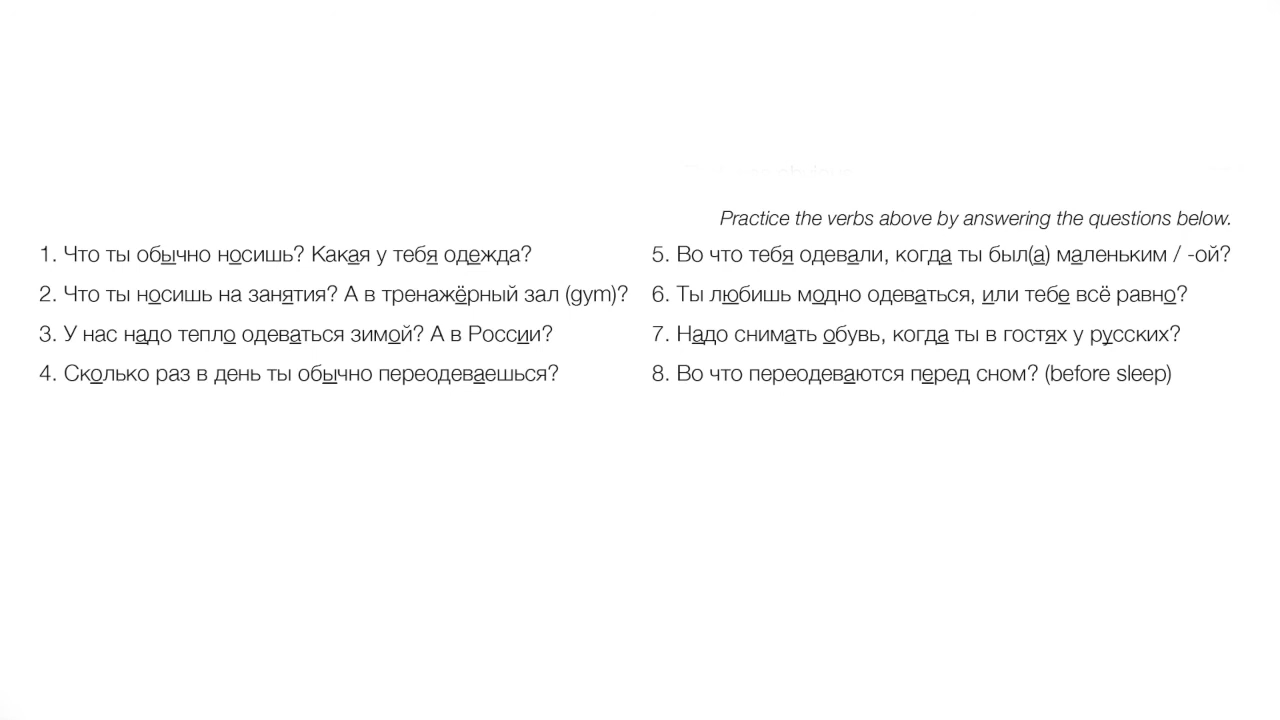 Practice the verbs above by answering the questions below.
1. Что ты обычно носишь? Какая у тебя одежда?
2. Что ты носишь на занятия? А в тренажёрный зал (gym)?
3. У нас надо тепло одеваться зимой? А в России?
4. Сколько раз в день ты обычно переодеваешься?
5. Во что тебя одевали, когда ты был(а) маленьким / -ой?
6. Ты любишь модно одеваться, или тебе всё равно?
7. Надо снимать обувь, когда ты в гостях у русских?
8. Во что переодеваются перед сном? (before sleep)